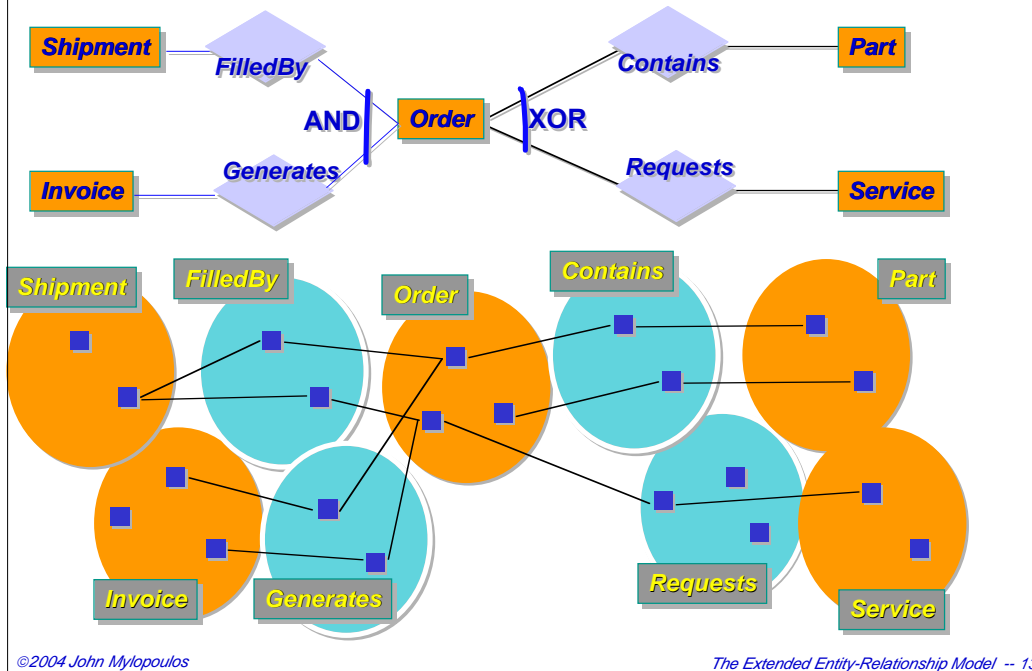 Shipment
FilledBy
Contains
Part
AND
Order
XOR
Invoice
Generates
Requests
Service
Shipment
FilledBy
Order
Contains
Part
Invoice
Generates
Requests
Service
©2004 John Mylopoulos
The Extended Entity-Relationship Model -- 13